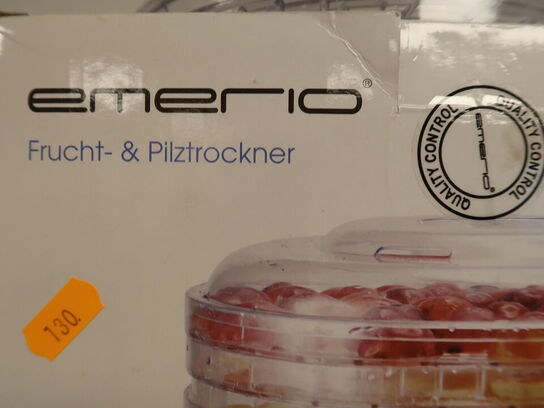 emerio®
Frucht- & Pilztrockner
QUALITY CONTROL
QUALITY CONTROL
emerio®
130.